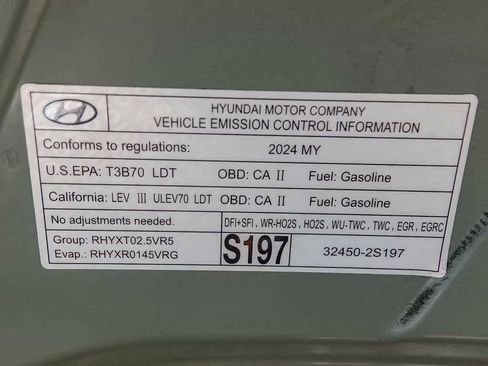 HYUNDAI MOTOR COMPANY
VEHICLE EMISSION CONTROL INFORMATION
Conforms to regulations: 2024 MY
U.S.EPA: T3B70 LDT OBD: CA II Fuel: Gasoline
California: LEV III ULEV70 LDT OBD: CA II Fuel: Gasoline
No adjustments needed. DFI+SFI, WR-HO2S, HO2S, WU-TWC, TWC, EGR, EGRC
Group: RHYXT02.5VR5
Evap.: RHYXR0145VRG
S197
32450-2S197